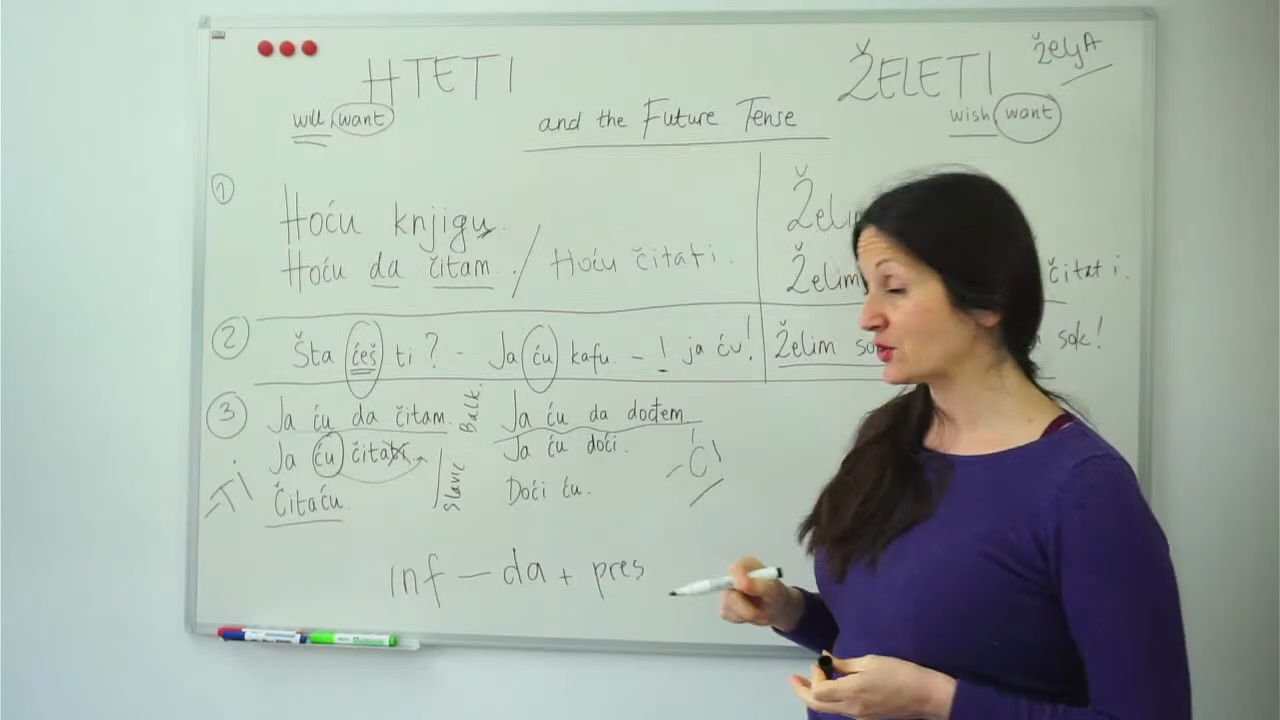 HTETI
ŽELETI
željA
will, want
and the Future Tense
wish, want
1
Hoću knjigu.
Hoću da čitam. / Hoću čitati.
Želim
Želim čitati.
2
Šta ćeš ti? - Ja ću kafu. - ! ja ću!
Želim so sok!
3
Ja ću da čitam.
Balk.
Ja ću da dođem
Ja ću čitati.
Ja ću doći.
-Ći
-Ti
Čitaću.
Slavic
Doći ću.
inf - da + pres